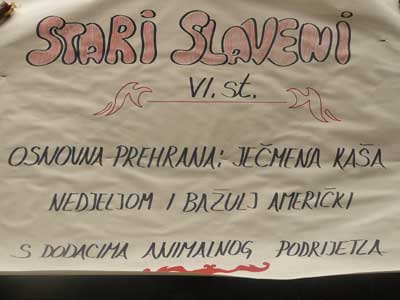 STARI SLAVENI
VI. st.
OSNOVNA PREHRANA: JEČMENA KAŠA
NEDJELJOM I BAŽULJ AMERIČKI
S DODACIMA ANIMALNOG PODRIJETLA